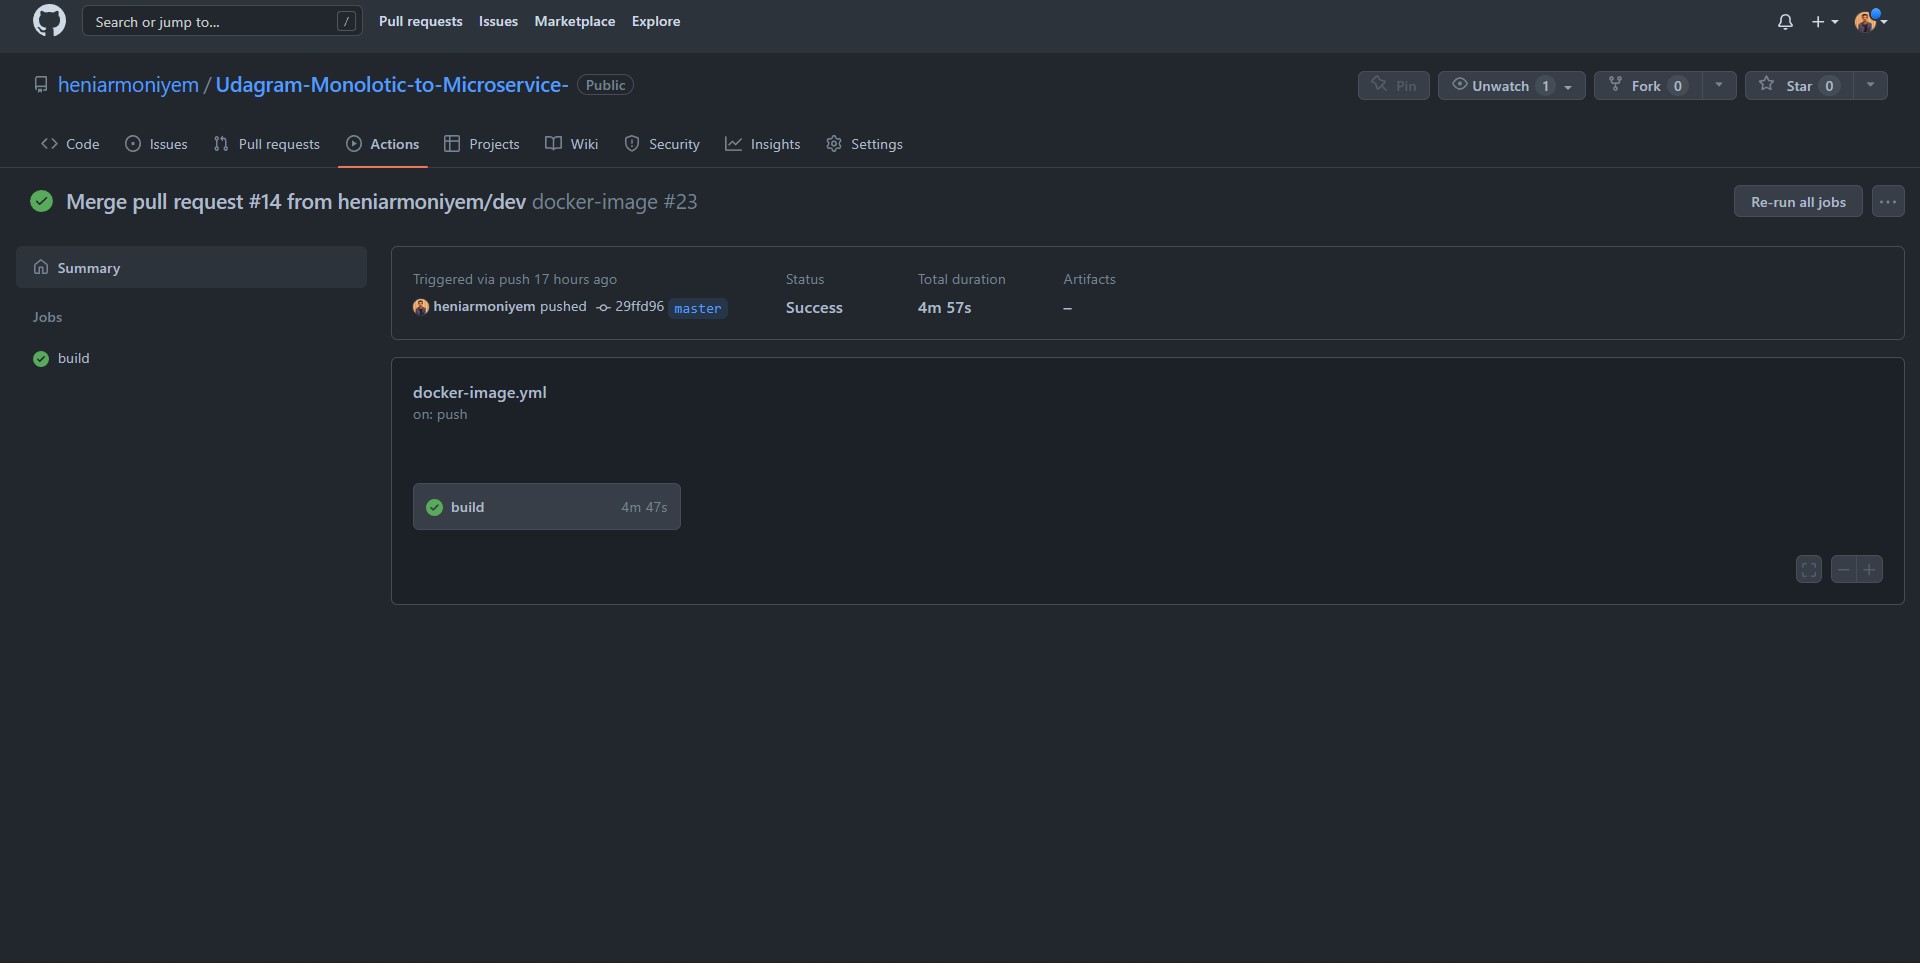 Search or jump to... / Pull requests Issues Marketplace Explore
heniarmoniyem / Udagram-Monolotic-to-Microservice- Public Pin Unwatch 1 Fork 0 Star 0
Code Issues Pull requests Actions Projects Wiki Security Insights Settings
Merge pull request #14 from heniarmoniyem/dev docker-image #23 Re-run all jobs ...
Summary
Jobs
build
Triggered via push 17 hours ago Status Total duration Artifacts
heniarmoniyem pushed 29ffd96 master Success 4m 57s –
docker-image.yml
on: push
build 4m 47s